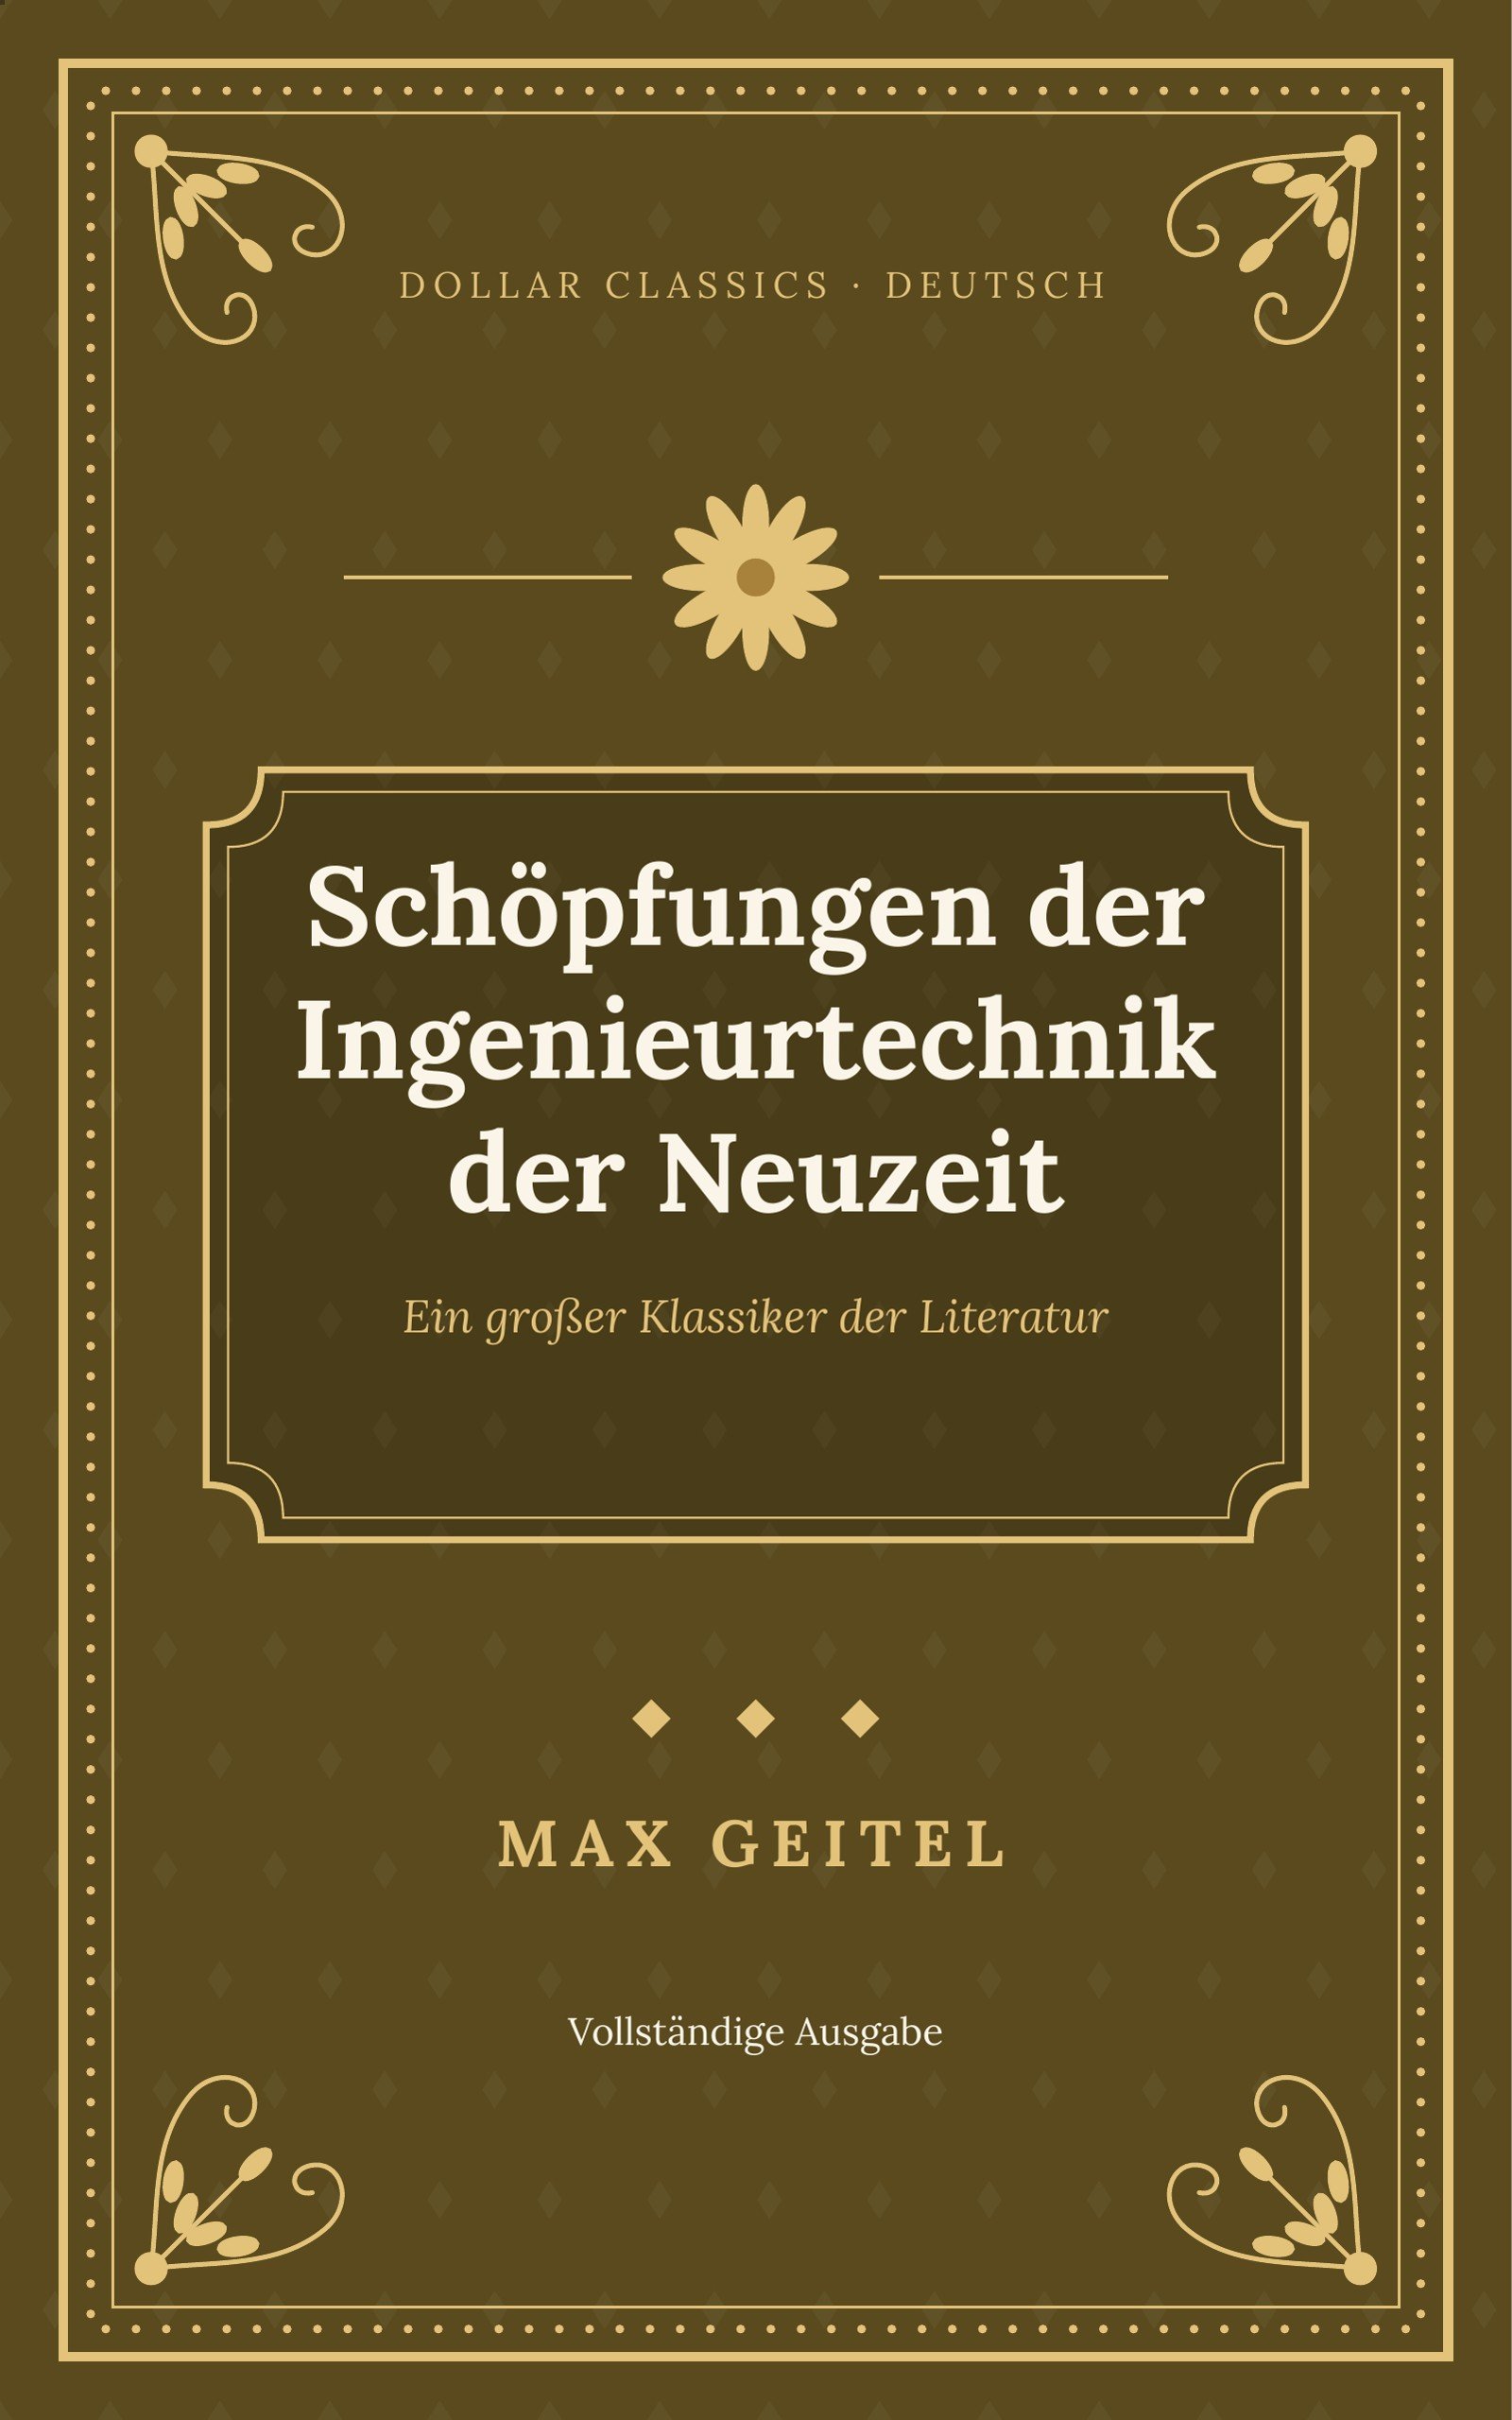 DOLLAR CLASSICS · DEUTSCH
Schöpfungen der
Ingenieurtechnik
der Neuzeit
Ein großer Klassiker der Literatur
MAX GEITEL
Vollständige Ausgabe